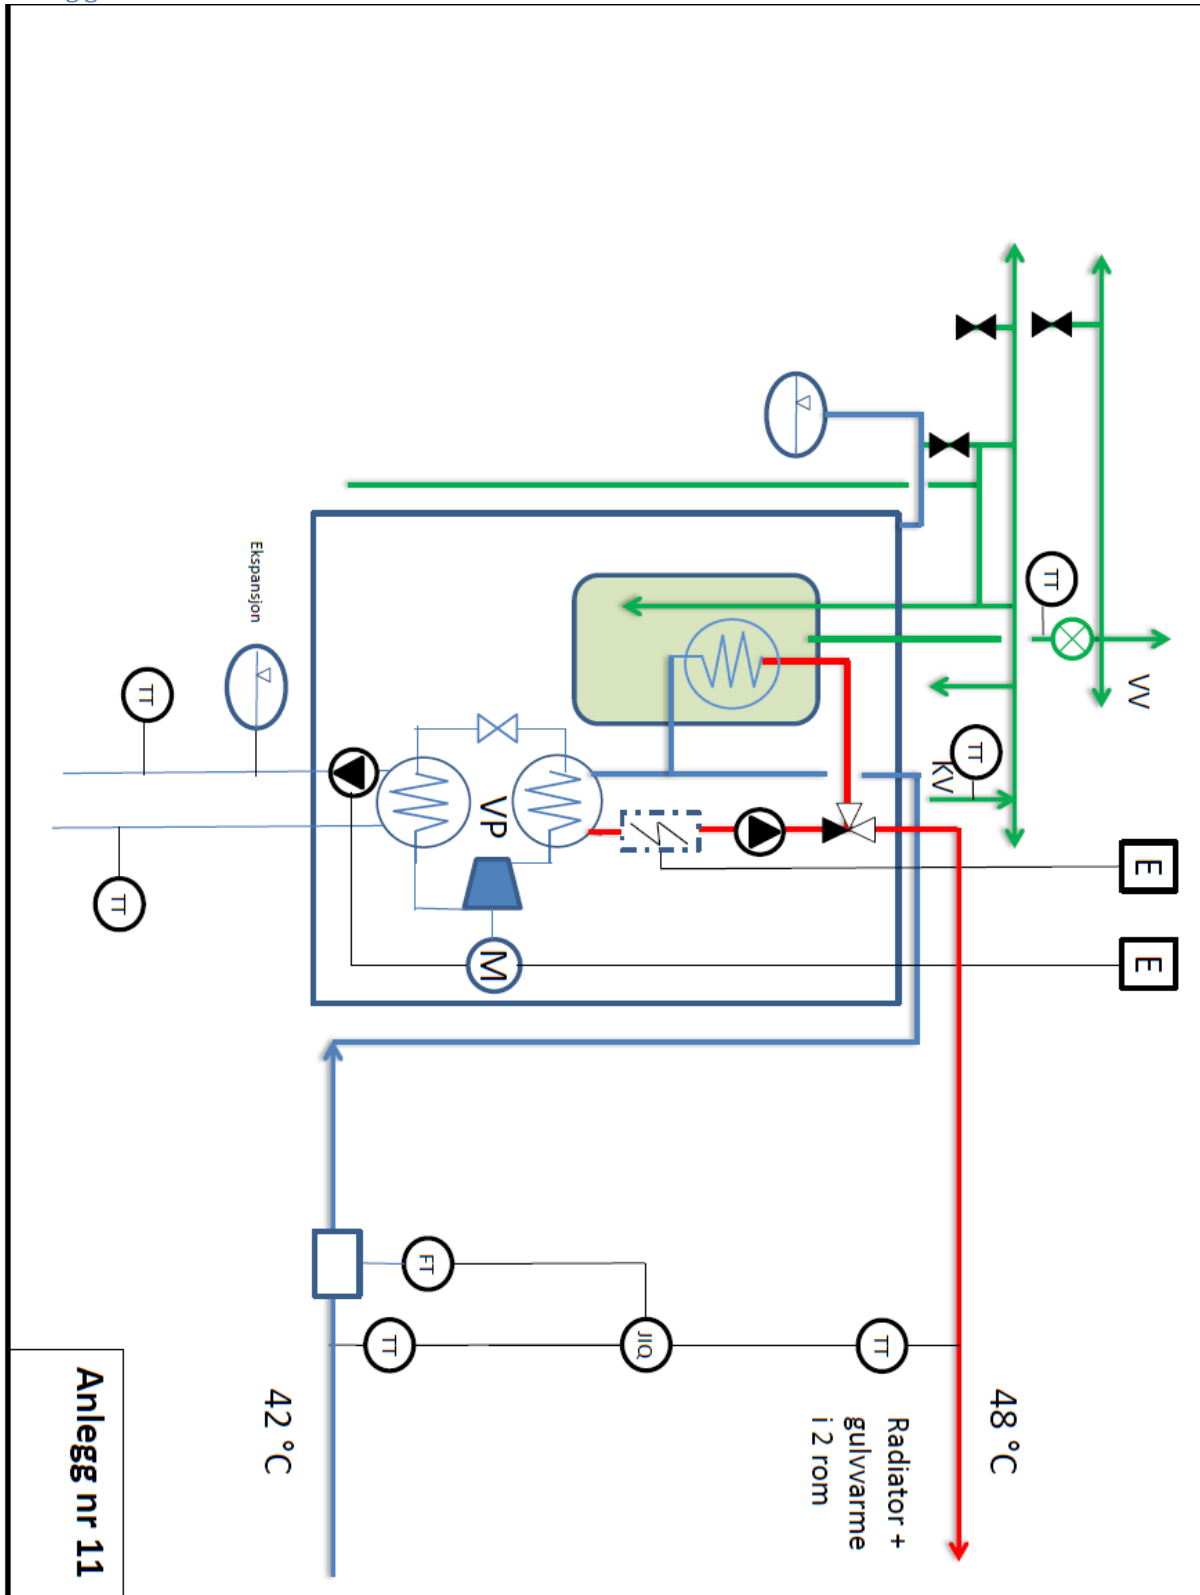 VV
TT
TT
KV
E
E
Ekspansjon
TT
TT
VP
M
FT
TT
JIQ
TT
48 °C
Radiator +
gulvvarme
i 2 rom
42 °C
Anlegg nr 11